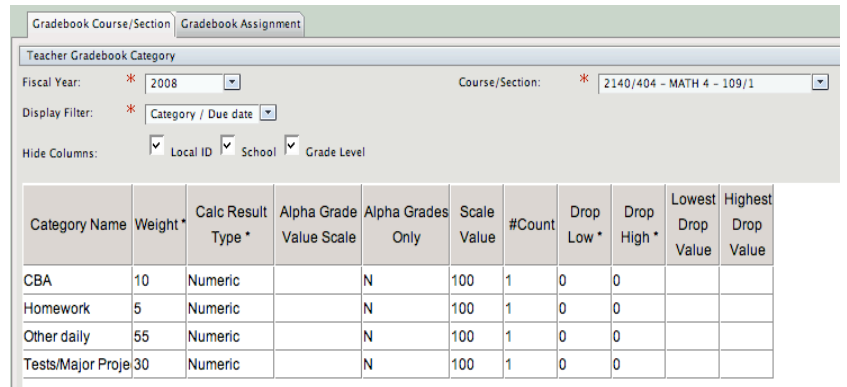 Gradebook Course/Section Gradebook Assignment
Teacher Gradebook Category
Fiscal Year: * 2008 Course/Section: * 2140/404 - MATH 4 - 109/1
Display Filter: * Category / Due date
Hide Columns: Local ID School Grade Level
Category Name Weight * Calc Result Type * Alpha Grade Value Scale Alpha Grades Only Scale Value #Count Drop Low * Drop High * Lowest Drop Value Highest Drop Value
CBA 10 Numeric N 100 1 0 0
Homework 5 Numeric N 100 1 0 0
Other daily 55 Numeric N 100 1 0 0
Tests/Major Proje 30 Numeric N 100 1 0 0